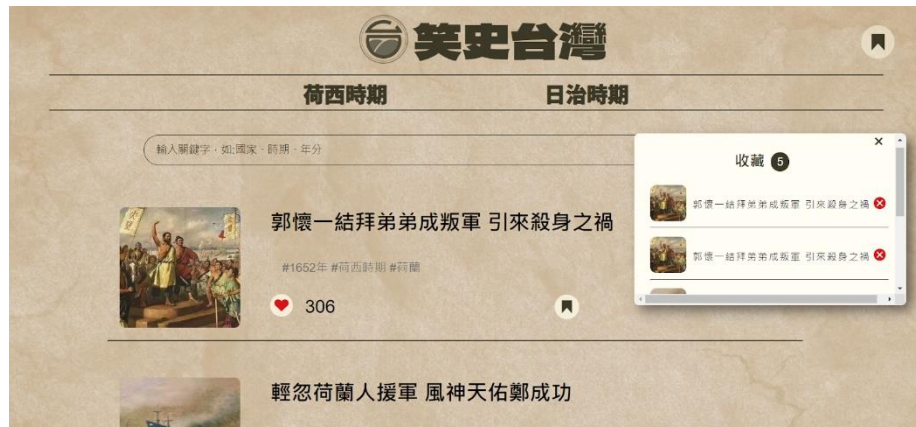 笑史台灣
荷西時期
日治時期
輸入關鍵字，如:國家、時期、年分
收藏 5
郭懷一結拜弟弟成叛軍 引來殺身之禍
郭懷一結拜弟弟成叛軍 引來殺身之禍
郭懷一結拜弟弟成叛軍 引來殺身之禍
#1652年 #荷西時期 #荷蘭
306
輕忽荷蘭人援軍 風神天佑鄭成功